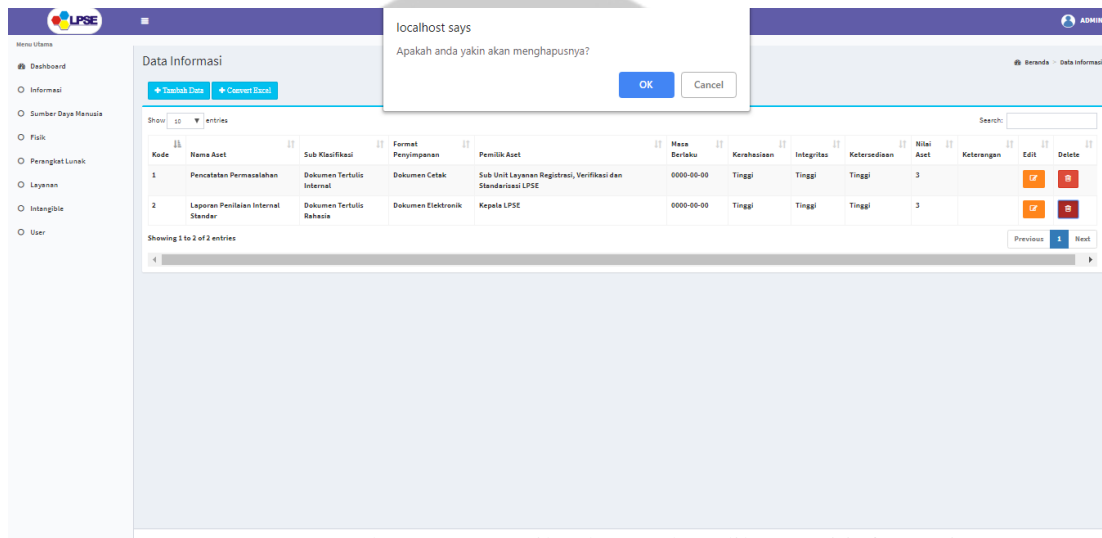 LPSE
ADMIN
localhost says
Apakah anda yakin akan menghapusnya?
OK Cancel
Menu Utama
Dashboard
Informasi
Sumber Daya Manusia
Fisik
Perangkat Lunak
Layanan
Intangible
User
Data Informasi
Beranda > Data Informasi
+ Tambah Data + Convert Excel
Show 10 entries Search:
Kode Nama Aset Sub Klasifikasi Format Penyimpanan Pemilik Aset Masa Berlaku Kerahasiaan Integritas Ketersediaan Nilai Aset Keterangan Edit Delete
1 Pencatatan Permasalahan Dokumen Tertulis Internal Dokumen Cetak Sub Unit Layanan Registrasi, Verifikasi dan Standarisasi LPSE 0000-00-00 Tinggi Tinggi Tinggi 3
2 Laporan Penilaian Internal Standar Dokumen Tertulis Rahasia Dokumen Elektronik Kepala LPSE 0000-00-00 Tinggi Tinggi Tinggi 3
Showing 1 to 2 of 2 entries Previous 1 Next